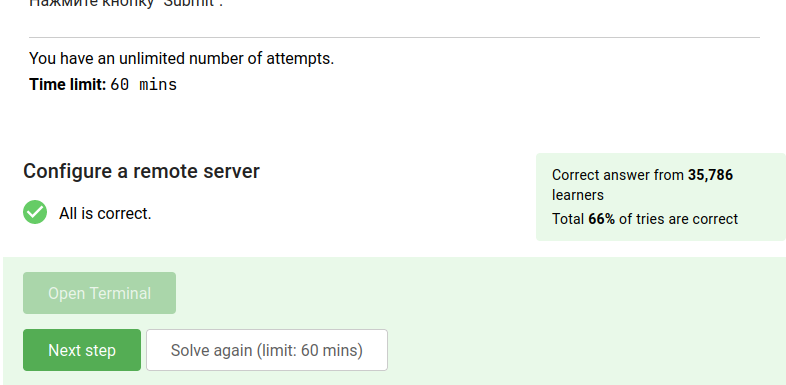 Нажмите кнопку "Submit".
You have an unlimited number of attempts.
Time limit: 60 mins
Configure a remote server
All is correct.
Correct answer from 35,786
learners
Total 66% of tries are correct
Open Terminal
Next step
Solve again (limit: 60 mins)